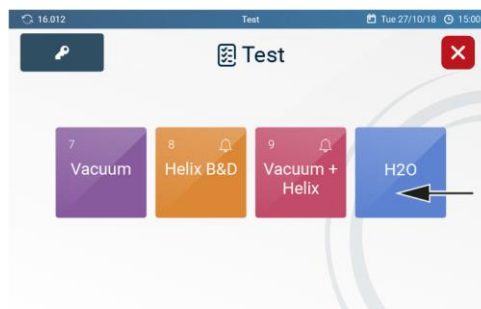 16.012 Test Tue 27/10/18 15:00
Test
7
Vacuum
8
Helix B&D
9
Vacuum +
Helix
H2O